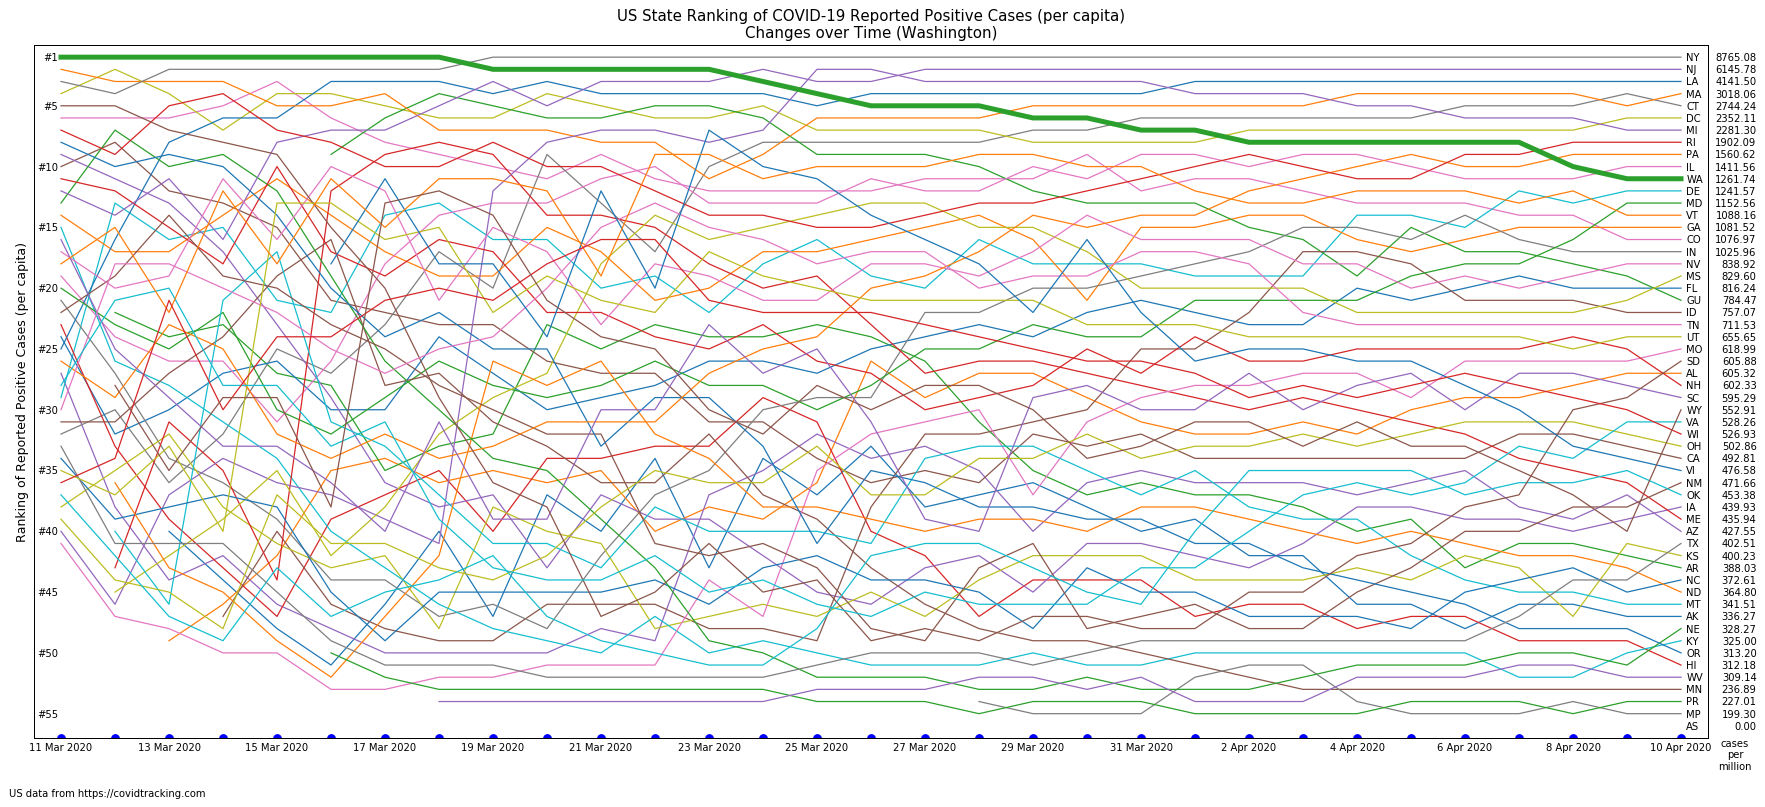 US State Ranking of COVID-19 Reported Positive Cases (per capita)
Changes over Time (Washington)
Ranking of Reported Positive Cases (per capita)
#1
#5
#10
#15
#20
#25
#30
#35
#40
#45
#50
#55
NY 8765.08
NJ 6145.78
LA 4141.50
MA 3018.06
CT 2744.24
DC 2352.11
MI 2281.30
RI 1902.09
PA 1560.62
IL 1411.56
WA 1261.74
DE 1241.57
MD 1152.56
VT 1088.16
GA 1081.52
CO 1076.97
IN 1025.96
NV 838.92
MS 829.60
FL 816.24
GU 784.47
ID 757.07
TN 711.53
UT 655.65
MO 618.99
SD 605.88
AL 605.32
NH 602.33
SC 595.29
WY 552.91
VA 528.26
WI 526.93
OH 502.86
CA 492.81
VI 476.58
NM 471.66
OK 453.38
IA 439.93
ME 435.94
AZ 427.55
TX 402.51
KS 400.23
AR 388.03
NC 372.61
ND 364.80
MT 341.51
AK 336.27
NE 328.27
KY 325.00
OR 313.20
HI 312.18
WV 309.14
MN 236.89
PR 227.01
MP 199.30
AS 0.00
11 Mar 2020 13 Mar 2020 15 Mar 2020 17 Mar 2020 19 Mar 2020 21 Mar 2020 23 Mar 2020 25 Mar 2020 27 Mar 2020 29 Mar 2020 31 Mar 2020 2 Apr 2020 4 Apr 2020 6 Apr 2020 8 Apr 2020 10 Apr 2020
cases
per
million
US data from https://covidtracking.com